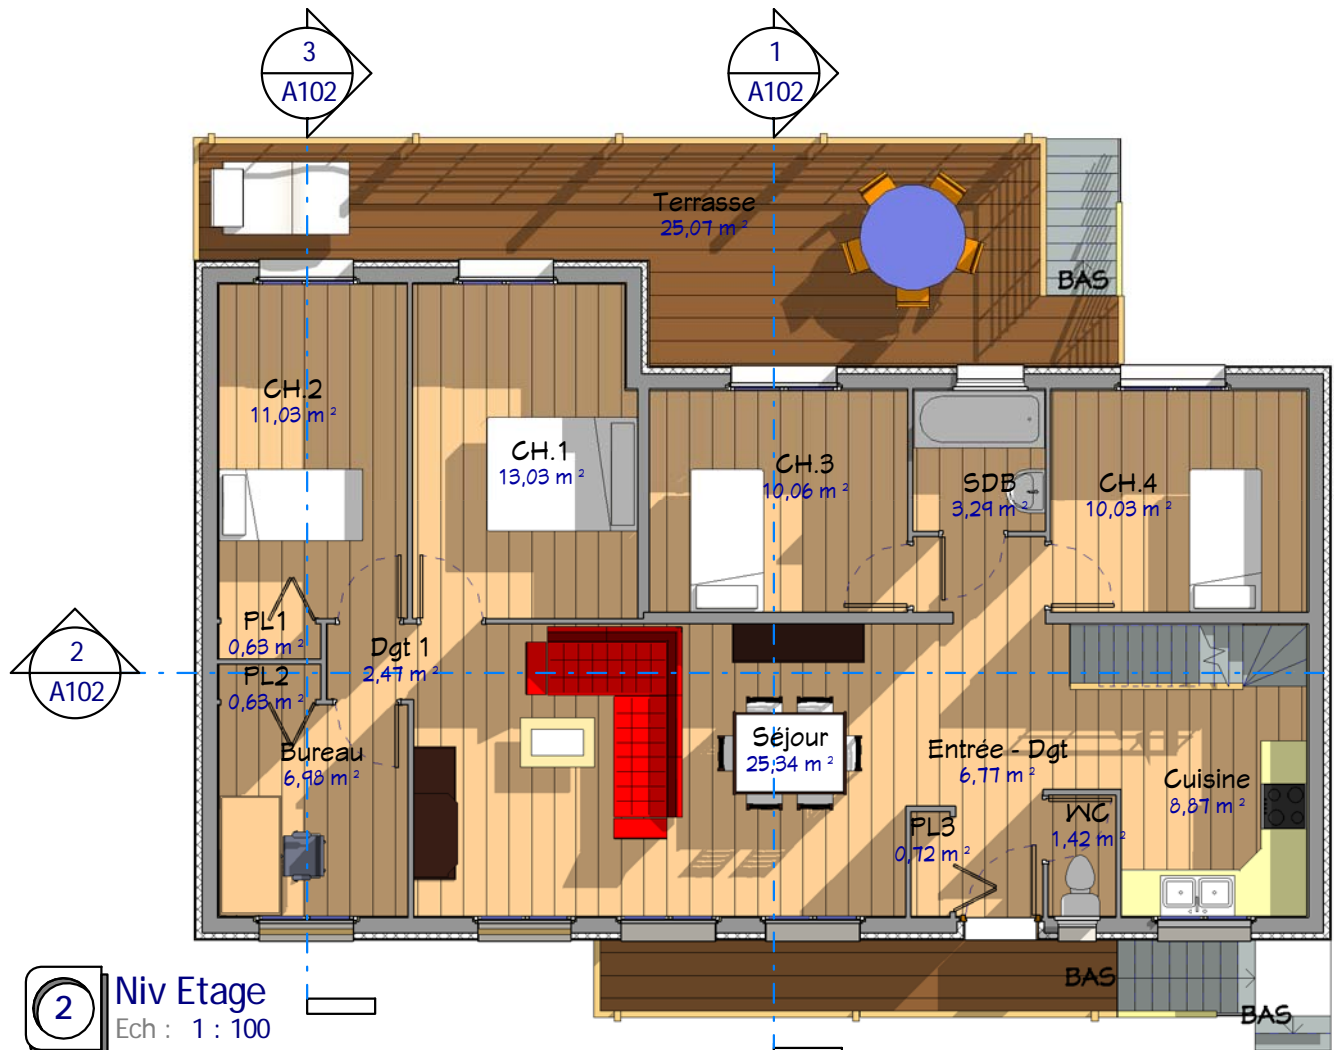 3
A102
1
A102
Terrasse
25,07 m²
BAS
CH.2
11,03 m²
CH.1
13,03 m²
CH.3
10,06 m²
SDB
3,29 m²
CH.4
10,03 m²
PL1
0,63 m²
2
A102
Dgt 1
2,47 m²
PL2
0,63 m²
Bureau
6,98 m²
Séjour
25,34 m²
Entrée - Dgt
6,77 m²
Cuisine
8,87 m²
PL3
0,72 m²
WC
1,42 m²
BAS
BAS
2
Niv Etage
Ech : 1 : 100